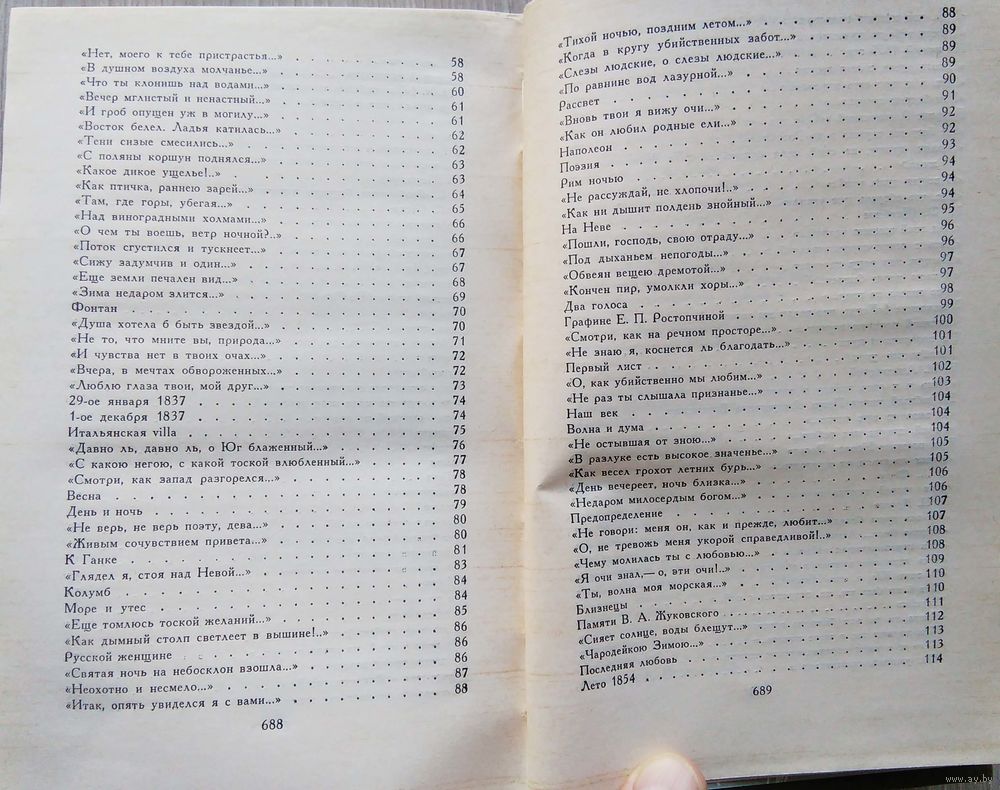 «Нет, моего к тебе пристрастья...» . . . . . . . . . . 58
«В душном воздуха молчанье...» . . . . . . . . . . 58
«Что ты клонишь над водами...» . . . . . . . . . . 60
«Вечер мглистый и ненастный...» . . . . . . . . . . 61
«И гроб опущен уж в могилу...» . . . . . . . . . . 61
«Восток белел. Ладья катилась...» . . . . . . . . . . 62
«Тени сизые смесились...» . . . . . . . . . . 62
«С поляны коршун поднялся...» . . . . . . . . . . 63
«Какое дикое ущелье!..» . . . . . . . . . . 63
«Как птичка, раннею зарей...» . . . . . . . . . . 64
«Там, где горы, убегая...» . . . . . . . . . . 65
«Над виноградными холмами...» . . . . . . . . . . 66
«О чем ты воешь, ветр ночной?..» . . . . . . . . . . 66
«Поток сгустился и тускнеет...» . . . . . . . . . . 67
«Сижу задумчив и один...» . . . . . . . . . . 67
«Еще земли печален вид...» . . . . . . . . . . 68
«Зима недаром злится...» . . . . . . . . . . 69
Фонтан . . . . . . . . . . 70
«Душа хотела б быть звездой...» . . . . . . . . . . 70
«Не то, что мните вы, природа...» . . . . . . . . . . 71
«И чувства нет в твоих очах...» . . . . . . . . . . 72
«Вчера, в мечтах обвороженных...» . . . . . . . . . . 72
«Люблю глаза твои, мой друг...» . . . . . . . . . . 73
29-ое января 1837 . . . . . . . . . . 74
1-ое декабря 1837 . . . . . . . . . . 74
Итальянская villa . . . . . . . . . . 75
«Давно ль, давно ль, о Юг блаженный...» . . . . . . . . 76
«С какою негою, с какой тоской влюбленный...» . . . . . 77
«Смотри, как запад разгорелся...» . . . . . . . . . . 78
Весна . . . . . . . . . . 78
День и ночь . . . . . . . . . . 79
«Не верь, не верь поэту, дева...» . . . . . . . . . . 80
«Живым сочувствием привета...» . . . . . . . . . . 80
К Ганке . . . . . . . . . . 81
«Глядел я, стоя над Невой...» . . . . . . . . . . 83
Колумб . . . . . . . . . . 84
Море и утес . . . . . . . . . . 84
«Еще томлюсь тоской желаний...» . . . . . . . . . . 85
«Как дымный столп светлеет в вышине!..» . . . . . . . . 86
Русской женщине . . . . . . . . . . 86
«Святая ночь на небосклон взошла...» . . . . . . . . . . 86
«Неохотно и несмело...» . . . . . . . . . . 87
«Итак, опять увиделся я с вами...» . . . . . . . . . . 88
688
«Тихой ночью, поздним летом...» . . . . . . . . . . 88
«Когда в кругу убийственных забот...» . . . . . . . . . . 89
«Слезы людские, о слезы людские...» . . . . . . . . . . 89
«По равнине вод лазурной...» . . . . . . . . . . 89
Рассвет . . . . . . . . . . 90
«Вновь твои я вижу очи...» . . . . . . . . . . 91
«Как он любил родные ели...» . . . . . . . . . . 92
Наполеон . . . . . . . . . . 92
Поэзия . . . . . . . . . . 93
Рим ночью . . . . . . . . . . 94
«Не рассуждай, не хлопочи!..» . . . . . . . . . . 94
«Как ни дышит полдень знойный...» . . . . . . . . . . 94
На Неве . . . . . . . . . . 95
«Пошли, господь, свою отраду...» . . . . . . . . . . 96
«Под дыханьем непогоды...» . . . . . . . . . . 96
«Обвеян вещею дремотой...» . . . . . . . . . . 97
«Кончен пир, умолкли хоры...» . . . . . . . . . . 97
Два голоса . . . . . . . . . . 98
Графине Е. П. Ростопчиной . . . . . . . . . . 99
«Смотри, как на речном просторе...» . . . . . . . . . . 100
«Не знаю я, коснется ль благодать...» . . . . . . . . . . 101
Первый лист . . . . . . . . . . 101
«О, как убийственно мы любим...» . . . . . . . . . . 102
«Не раз ты слышала признанье...» . . . . . . . . . . 103
Наш век . . . . . . . . . . 104
Волна и дума . . . . . . . . . . 104
«Не остывшая от зною...» . . . . . . . . . . 104
«В разлуке есть высокое значенье...» . . . . . . . . . . 105
«Как весел грохот летних бурь...» . . . . . . . . . . 105
«День вечереет, ночь близка...» . . . . . . . . . . 106
«Недаром милосердым богом...» . . . . . . . . . . 106
Предопределение . . . . . . . . . . 107
«Не говори: меня он, как и прежде, любит...» . . . . . . . 107
«О, не тревожь меня укорой справедливой!..» . . . . . . . 108
«Чему молилась ты с любовью...» . . . . . . . . . . 108
«Я очи знал,— о, эти очи!..» . . . . . . . . . . 109
«Ты, волна моя морская...» . . . . . . . . . . 110
Близнецы . . . . . . . . . . 110
Памяти В. А. Жуковского . . . . . . . . . . 111
«Сияет солнце, воды блещут...» . . . . . . . . . . 112
«Чародейкою Зимою...» . . . . . . . . . . 113
Последняя любовь . . . . . . . . . . 113
Лето 1854 . . . . . . . . . . 114
689
www.ay.by